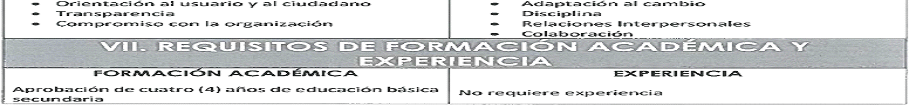 • Orientación al usuario y al ciudadano
• Transparencia
• Compromiso con la organización
• Adaptación al cambio
• Disciplina
• Relaciones Interpersonales
• Colaboración
VII. REQUISITOS DE FORMACIÓN ACADÉMICA Y
EXPERIENCIA
FORMACIÓN ACADÉMICA
EXPERIENCIA
Aprobación de cuatro (4) años de educación básica
secundaria
No requiere experiencia